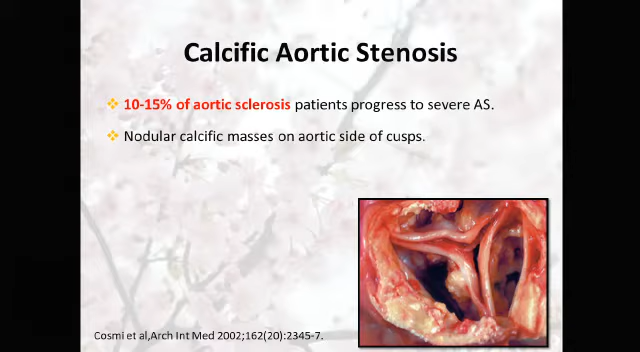 Calcific Aortic Stenosis
10-15% of aortic sclerosis patients progress to severe AS.
Nodular calcific masses on aortic side of cusps.
Cosmi et al,Arch Int Med 2002;162(20):2345-7.